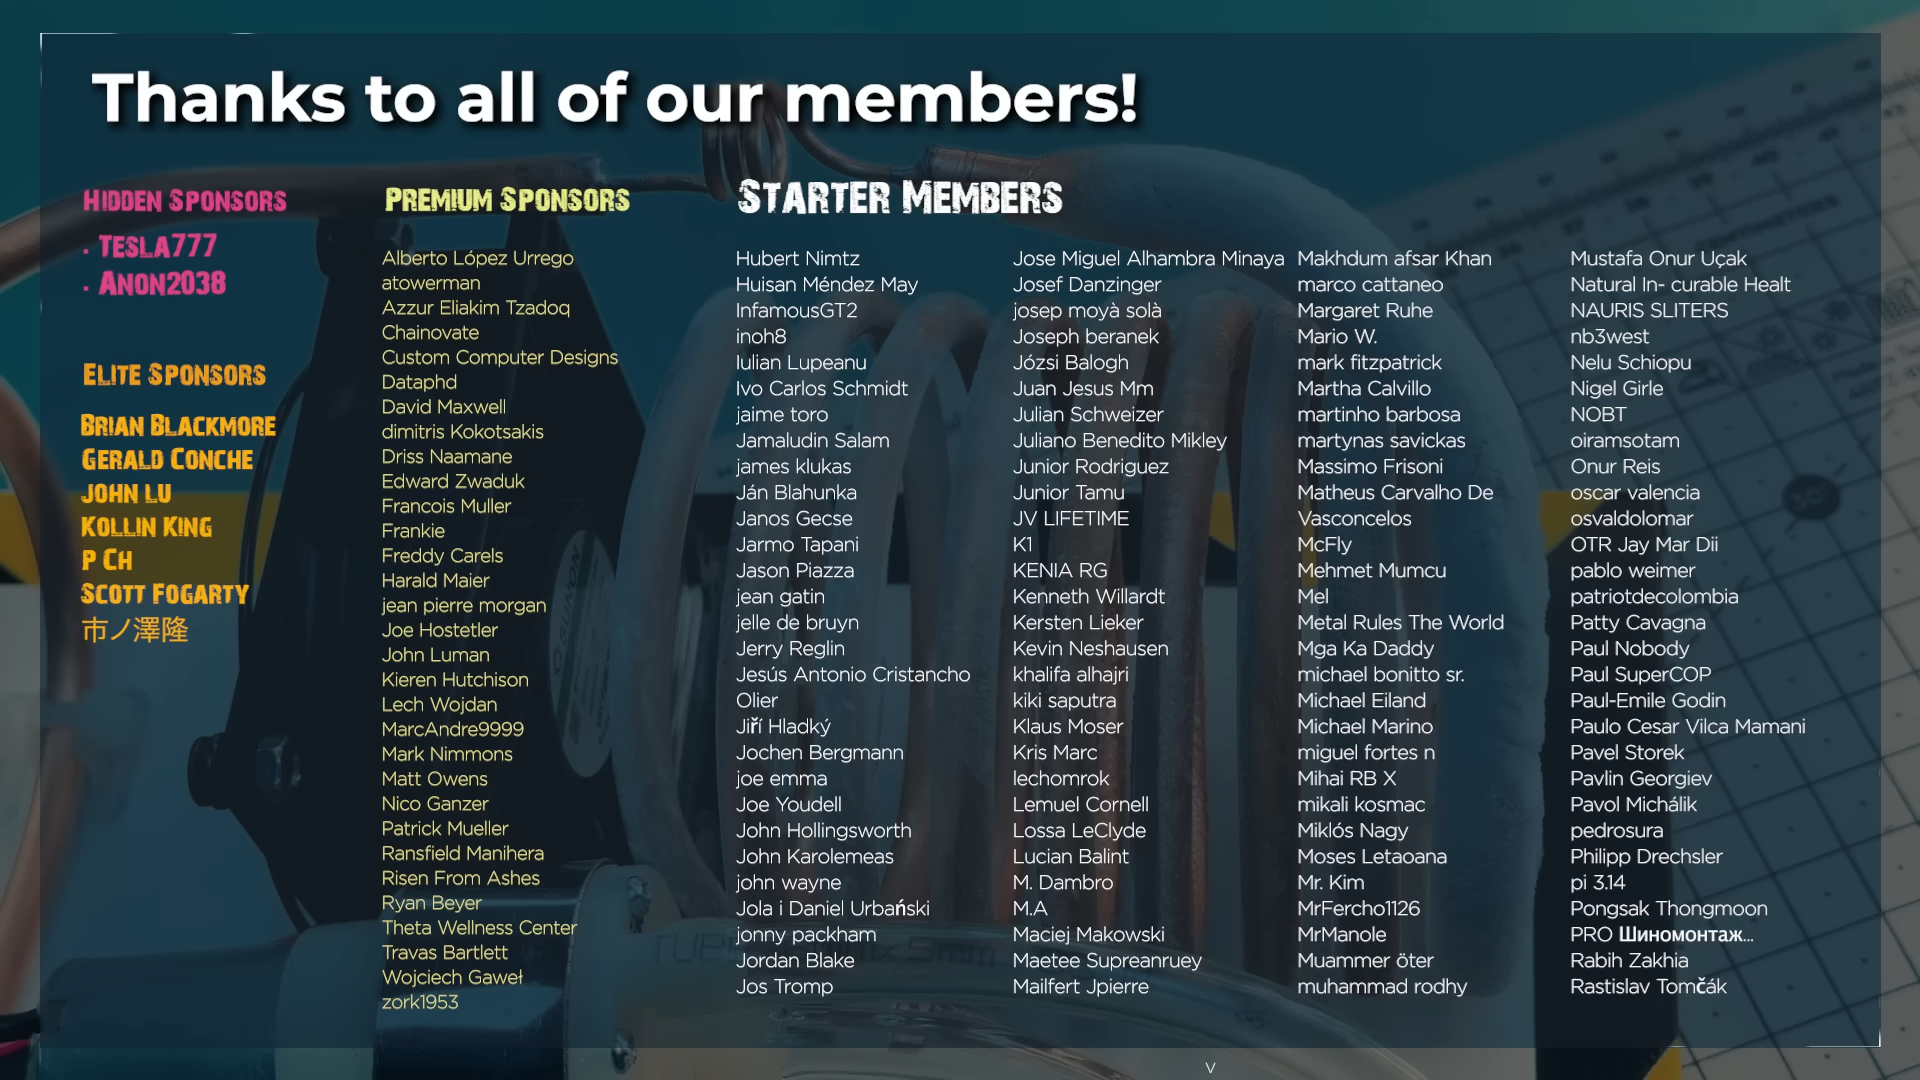 Thanks to all of our members!
Hidden Sponsors
· Tesla777
· Anon2038
Elite Sponsors
Brian Blackmore
Gerald Conche
John Lu
Kollin King
P Ch
Scott Fogarty
市ノ澤隆
Premium Sponsors
Alberto López Urrego
atowerman
Azzur Eliakim Tzadoq
Chainovate
Custom Computer Designs
Dataphd
David Maxwell
dimitris Kokotsakis
Driss Naamane
Edward Zwaduk
Francois Muller
Frankie
Freddy Carels
Harald Maier
jean pierre morgan
Joe Hostetler
John Luman
Kieren Hutchison
Lech Wojdan
MarcAndre9999
Mark Nimmons
Matt Owens
Nico Ganzer
Patrick Mueller
Ransfield Manihera
Risen From Ashes
Ryan Beyer
Theta Wellness Center
Travas Bartlett
Wojciech Gaweł
zork1953
Starter Members
Hubert Nimtz
Huisan Méndez May
InfamousGT2
inoh8
Iulian Lupeanu
Ivo Carlos Schmidt
jaime toro
Jamaludin Salam
james klukas
Ján Blahunka
Janos Gecse
Jarmo Tapani
Jason Piazza
jean gatin
jelle de bruyn
Jerry Reglin
Jesús Antonio Cristancho
Olier
Jiří Hladký
Jochen Bergmann
joe emma
Joe Youdell
John Hollingsworth
John Karolemeas
john wayne
Jola i Daniel Urbański
jonny packham
Jordan Blake
Jos Tromp
Jose Miguel Alhambra Minaya
Josef Danzinger
josep moyà solà
Joseph beranek
Józsi Balogh
Juan Jesus Mm
Julian Schweizer
Juliano Benedito Mikley
Junior Rodriguez
Junior Tamu
JV LIFETIME
K1
KENIA RG
Kenneth Willardt
Kersten Lieker
Kevin Neshausen
khalifa alhajri
kiki saputra
Klaus Moser
Kris Marc
lechomrok
Lemuel Cornell
Lossa LeClyde
Lucian Balint
M. Dambro
M.A
Maciej Makowski
Maetee Supreanruey
Mailfert Jpierre
Makhdum afsar Khan
marco cattaneo
Margaret Ruhe
Mario W.
mark fitzpatrick
Martha Calvillo
martinho barbosa
martynas savickas
Massimo Frisoni
Matheus Carvalho De
Vasconcelos
McFly
Mehmet Mumcu
Mel
Metal Rules The World
Mga Ka Daddy
michael bonitto sr.
Michael Eiland
Michael Marino
miguel fortes n
Mihai RB X
mikali kosmac
Miklós Nagy
Moses Letaoana
Mr. Kim
MrFercho1126
MrManole
Muammer öter
muhammad rodhy
Mustafa Onur Uçak
Natural In- curable Healt
NAURIS SLITERS
nb3west
Nelu Schiopu
Nigel Girle
NOBT
oiramsotam
Onur Reis
oscar valencia
osvaldolomar
OTR Jay Mar Dii
pablo weimer
patriotdecolombia
Patty Cavagna
Paul Nobody
Paul SuperCOP
Paul-Emile Godin
Paulo Cesar Vilca Mamani
Pavel Storek
Pavlin Georgiev
Pavol Michálik
pedrosura
Philipp Drechsler
pi 3.14
Pongsak Thongmoon
PRO Шиномонтаж...
Rabih Zakhia
Rastislav Tomčák
v